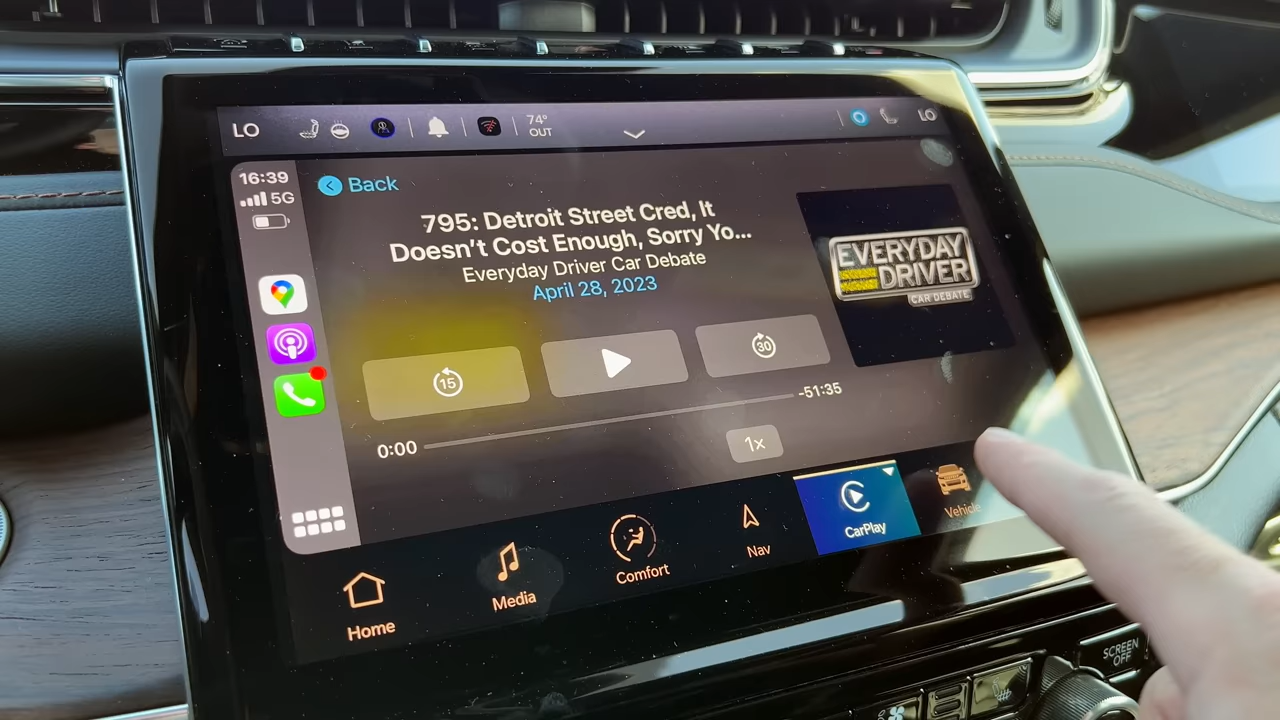 LO
74°
OUT
LO
16:39
5G
Back
795: Detroit Street Cred, It
Doesn't Cost Enough, Sorry Yo...
Everyday Driver Car Debate
April 28, 2023
EVERYDAY
DRIVER
CAR DEBATE
15
30
0:00
-51:35
1x
Home
Media
Comfort
Nav
CarPlay
Vehicle
SCREEN
OFF